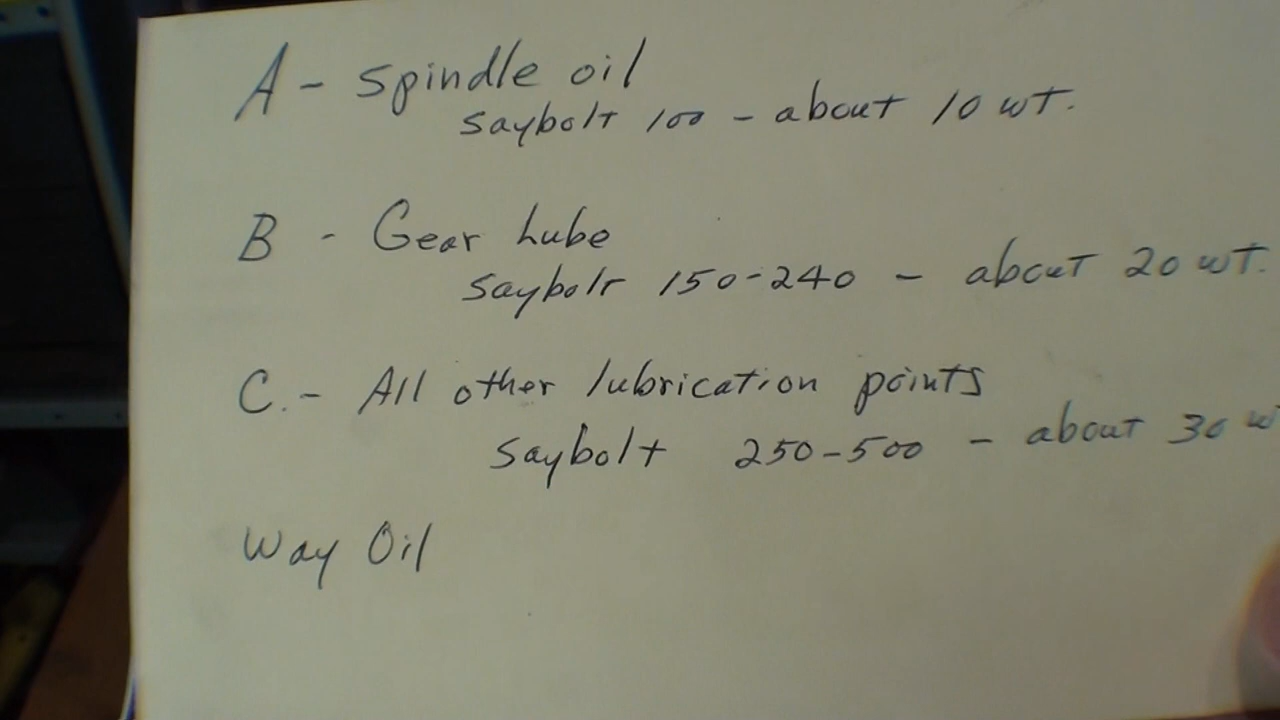 A - Spindle oil
Saybolt 100 - about 10 wt.
B - Gear Lube
Saybolt 150-240 - about 20 wt.
C. - All other lubrication points
Saybolt 250-500 - about 30 w
Way Oil